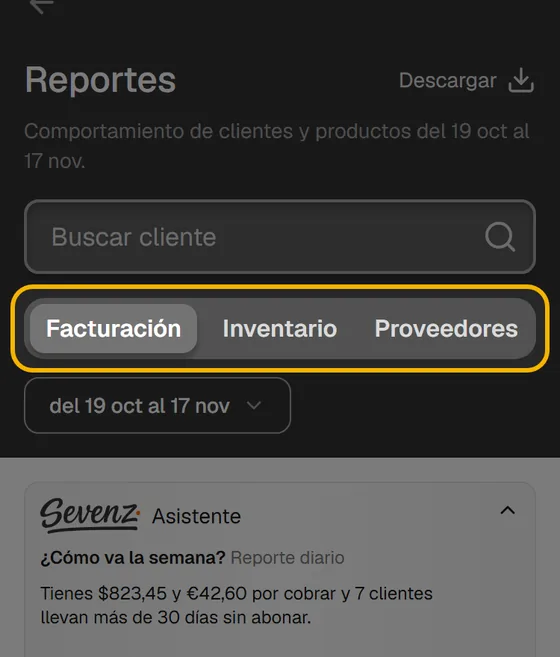 Reportes
Descargar
Comportamiento de clientes y productos del 19 oct al
17 nov.
Buscar cliente
Facturación Inventario Proveedores
del 19 oct al 17 nov
Sevenz Asistente
¿Cómo va la semana? Reporte diario
Tienes $823,45 y €42,60 por cobrar y 7 clientes
llevan más de 30 días sin abonar.